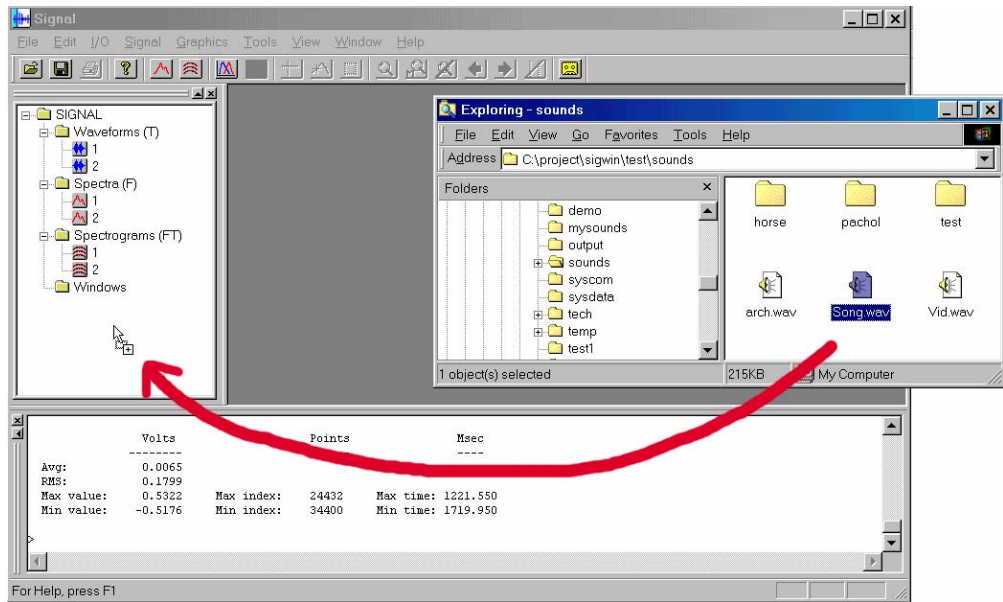 Signal
File Edit I/O Signal Graphics Tools View Window Help
SIGNAL
Waveforms (T)
1
2
Spectra (F)
1
2
Spectrograms (FT)
1
2
Windows
Exploring - sounds
File Edit View Go Favorites Tools Help
Address C:\project\sigwin\test\sounds
Folders
demo
mysounds
output
sounds
syscom
sysdata
tech
temp
test1
horse pachol test
arch.wav Song.wav Vid.wav
1 object(s) selected 215KB My Computer
Volts Points Msec
-------- ----
Avg: 0.0065
RMS: 0.1799
Max value: 0.5322 Max index: 24432 Max time: 1221.550
Min value: -0.5176 Min index: 34400 Min time: 1719.950
>
For Help, press F1